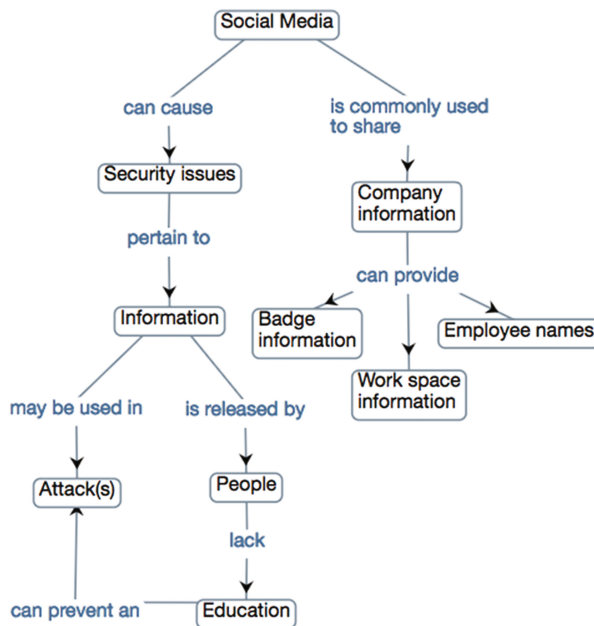 Social Media
can cause
is commonly used
to share
Security issues
Company
information
pertain to
can provide
Information
Badge
information
Employee names
Work space
information
may be used in
is released by
Attack(s)
People
lack
can prevent an
Education